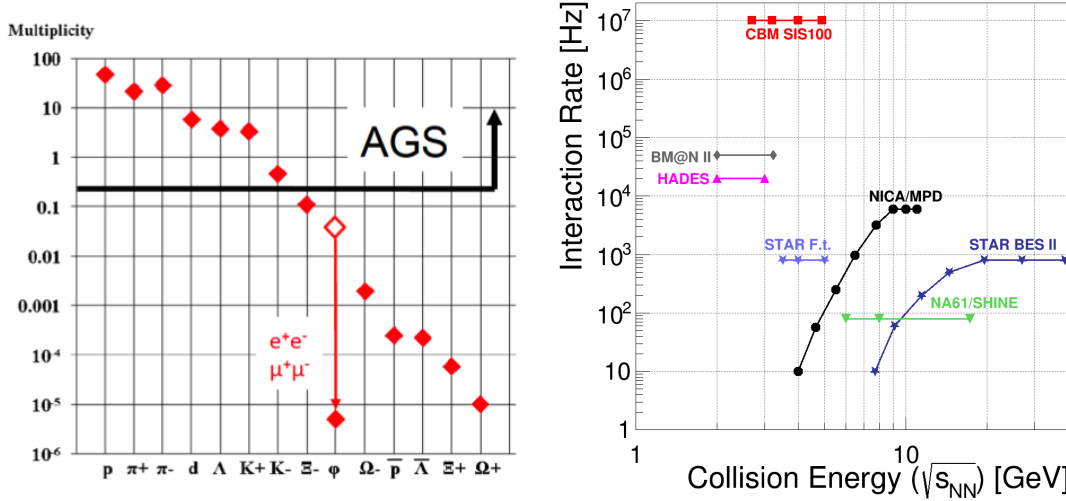 Multiplicity
100
10
1
0.1
0.01
0.001
10⁻⁴
10⁻⁵
10⁻⁶
AGS
e⁺e⁻
μ⁺μ⁻
p π+ π- d Λ K+ K- Ξ- φ Ω- p̅ Λ̅ Ξ+ Ω+
Interaction Rate [Hz]
10⁷
10⁶
10⁵
10⁴
10³
10²
10
1
CBM SIS100
BM@N II
HADES
NICA/MPD
STAR F.t.
STAR BES II
NA61/SHINE
1 10
Collision Energy (√s_NN) [GeV]